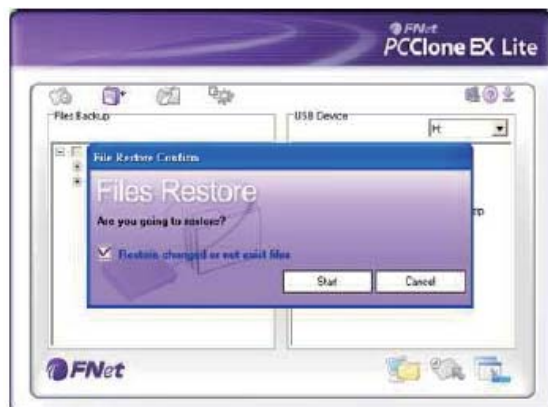 FNet
PCClone EX Lite
Files Backup
USB Device
H:
File Restore Confirm
Files Restore
Are you going to restore?
Restore changed or not exist files
Start
Cancel
FNet